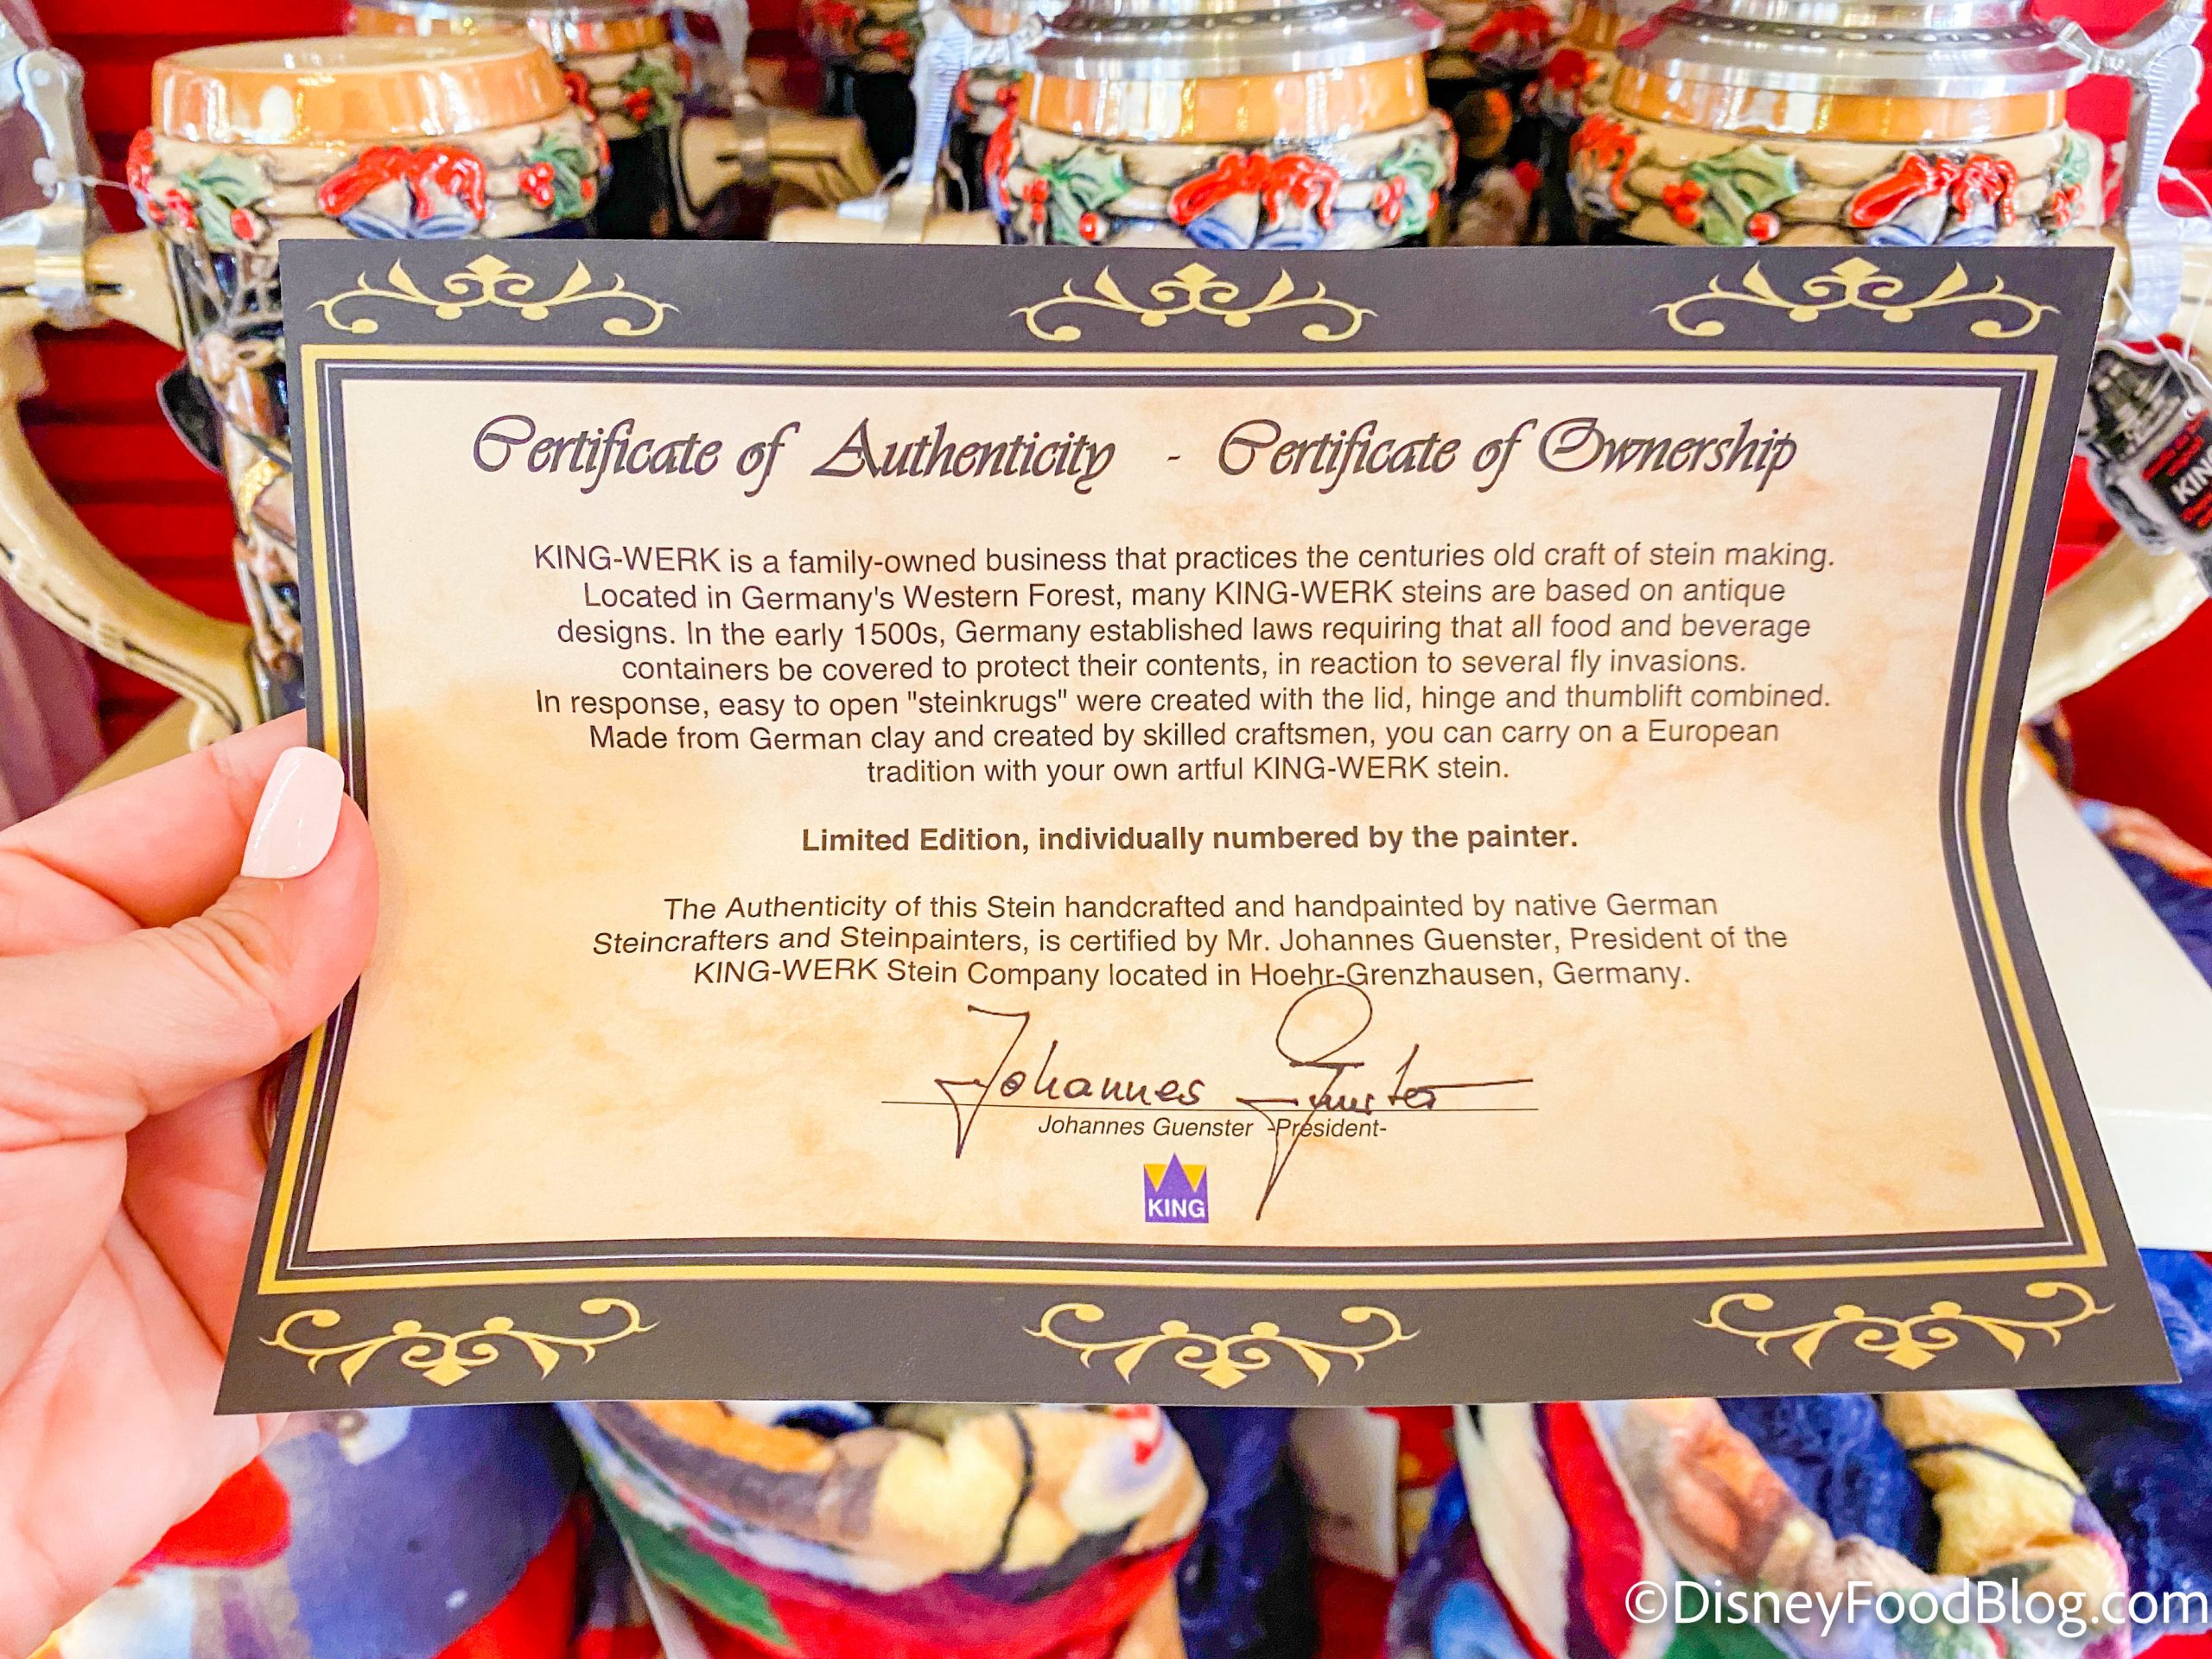 Certificate of Authenticity - Certificate of Ownership
KING-WERK is a family-owned business that practices the centuries old craft of stein making.
Located in Germany's Western Forest, many KING-WERK steins are based on antique
designs. In the early 1500s, Germany established laws requiring that all food and beverage
containers be covered to protect their contents, in reaction to several fly invasions.
In response, easy to open "steinkrugs" were created with the lid, hinge and thumblift combined.
Made from German clay and created by skilled craftsmen, you can carry on a European
tradition with your own artful KING-WERK stein.
Limited Edition, individually numbered by the painter.
The Authenticity of this Stein handcrafted and handpainted by native German
Steincrafters and Steinpainters, is certified by Mr. Johannes Guenster, President of the
KING-WERK Stein Company located in Hoehr-Grenzhausen, Germany.
Johannes Guenster
Johannes Guenster -President-
KING
©DisneyFoodBlog.com